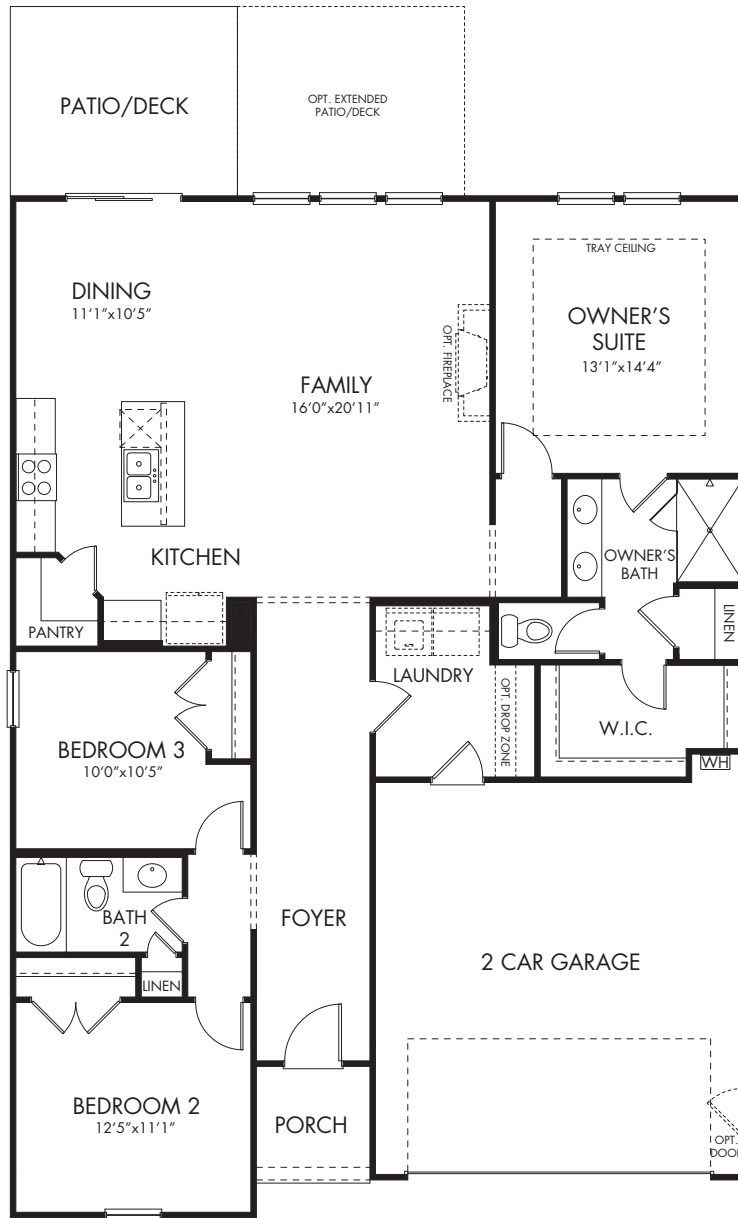 PATIO/DECK
OPT. EXTENDED
PATIO/DECK
TRAY CEILING
DINING
11'1"x10'5"
OWNER'S
SUITE
13'1"x14'4"
OPT. FIREPLACE
FAMILY
16'0"x20'11"
KITCHEN
OWNER'S
BATH
PANTRY
LINEN
LAUNDRY
OPT. DROP ZONE
W.I.C.
BEDROOM 3
10'0"x10'5"
WH
BATH
2
FOYER
LINEN
2 CAR GARAGE
BEDROOM 2
12'5"x11'1"
PORCH
OPT.
DOOR